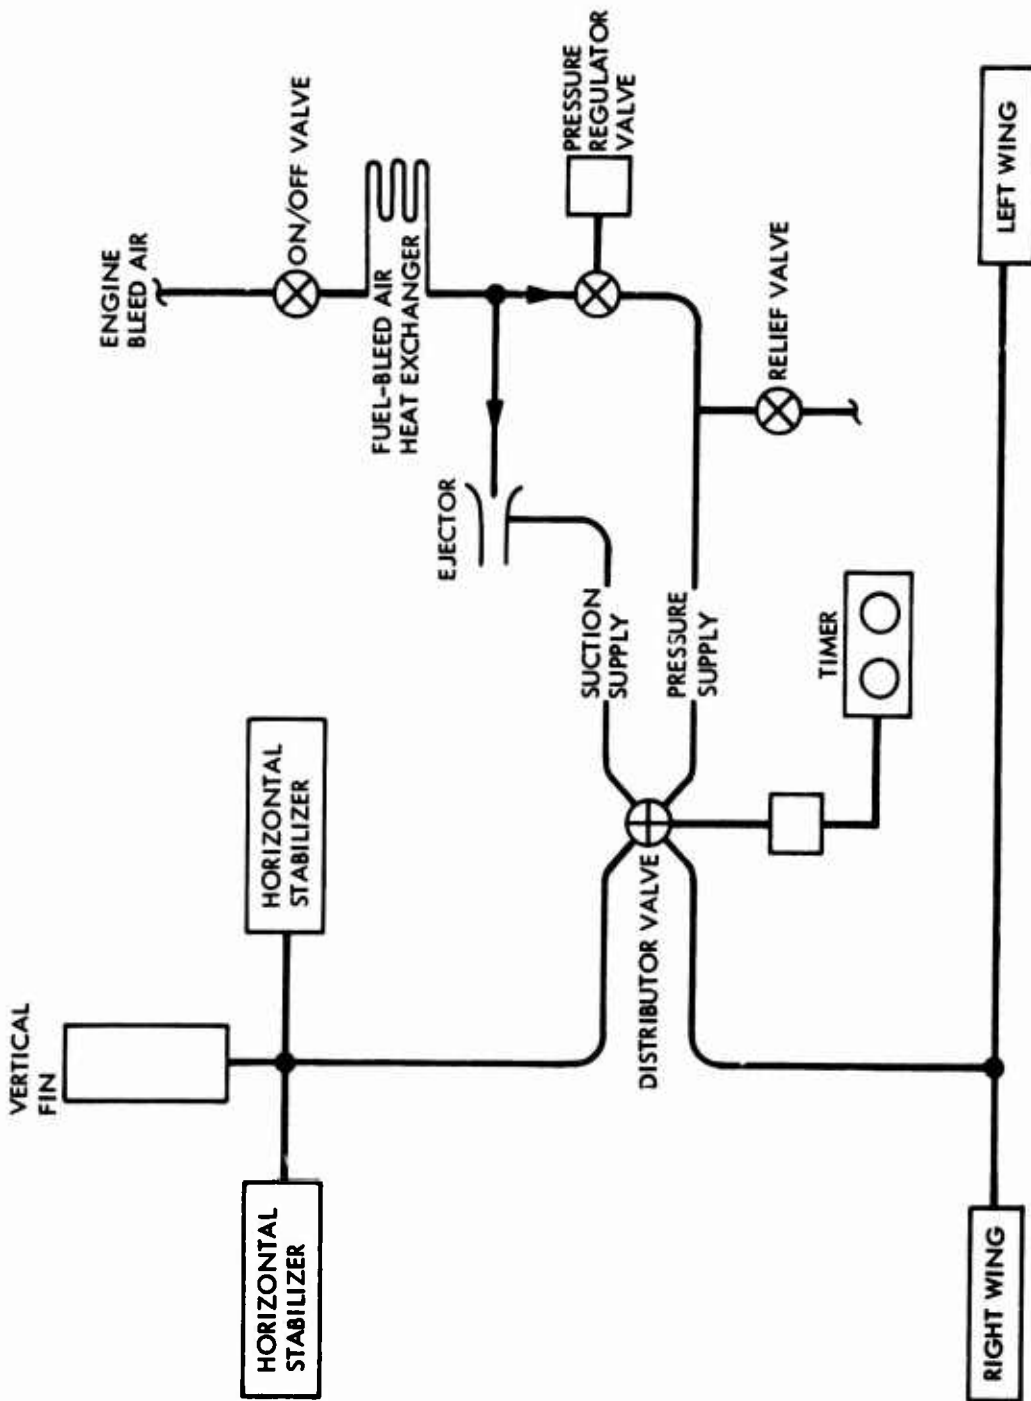 ENGINE
BLEED AIR
ON/OFF VALVE
FUEL-BLEED AIR
HEAT EXCHANGER
PRESSURE
REGULATOR
VALVE
EJECTOR
RELIEF VALVE
SUCTION
SUPPLY
PRESSURE
SUPPLY
TIMER
DISTRIBUTOR VALVE
VERTICAL
FIN
HORIZONTAL
STABILIZER
HORIZONTAL
STABILIZER
LEFT WING
RIGHT WING